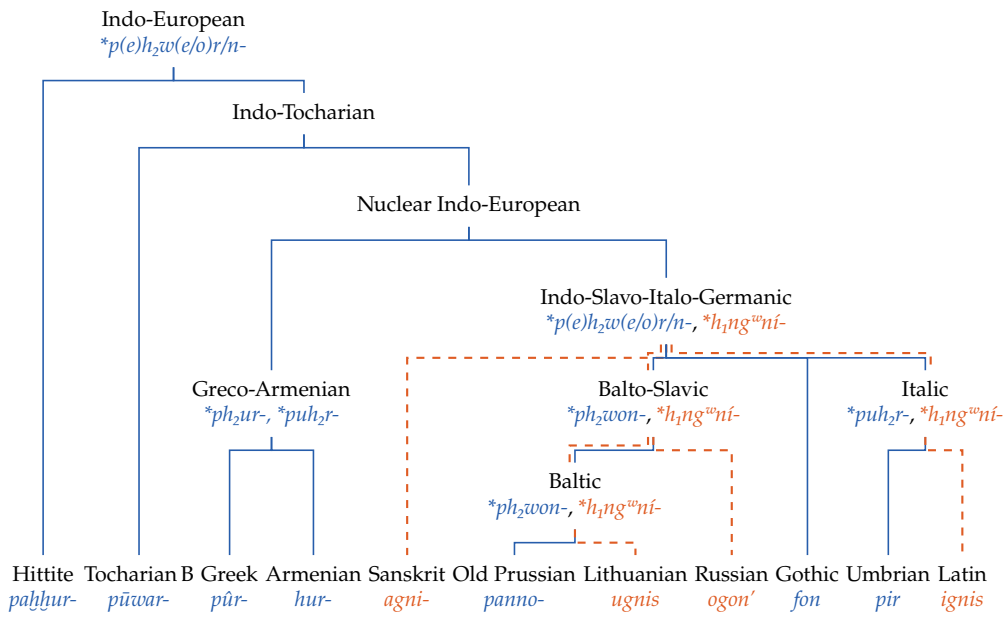 Indo-European
*p(e)h₂w(e/o)r/n-
Indo-Tocharian
Nuclear Indo-European
Indo-Slavo-Italo-Germanic
*p(e)h₂w(e/o)r/n-, *h₁ngʷní-
Greco-Armenian
*ph₂ur-, *puh₂r-
Balto-Slavic
*ph₂won-, *h₁ngʷní-
Italic
*puh₂r-, *h₁ngʷní-
Baltic
*ph₂won-, *h₁ngʷní-
Hittite Tocharian B Greek Armenian Sanskrit Old Prussian Lithuanian Russian Gothic Umbrian Latin
paḫḫur- pūwar- pûr- hur- agni- panno- ugnis ogon' fon pir ignis